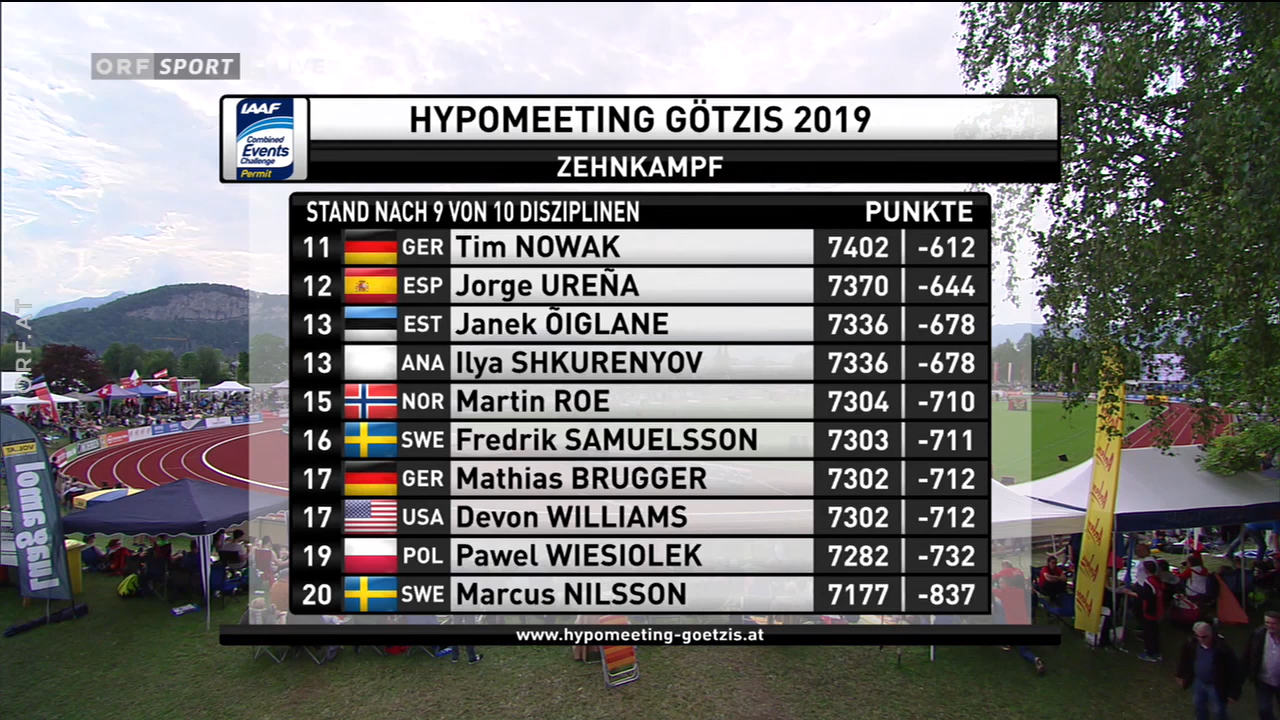 ORF SPORT LIVE
IAAF
Combined
Events
Challenge
Permit
HYPOMEETING GÖTZIS 2019
ZEHNKAMPF
STAND NACH 9 VON 10 DISZIPLINEN PUNKTE
11 GER Tim NOWAK 7402 -612
12 ESP Jorge UREÑA 7370 -644
13 EST Janek ÕIGLANE 7336 -678
13 ANA Ilya SHKURENYOV 7336 -678
15 NOR Martin ROE 7304 -710
16 SWE Fredrik SAMUELSSON 7303 -711
17 GER Mathias BRUGGER 7302 -712
17 USA Devon WILLIAMS 7302 -712
19 POL Pawel WIESIOLEK 7282 -732
20 SWE Marcus NILSSON 7177 -837
www.hypomeeting-goetzis.at
ORF.AT